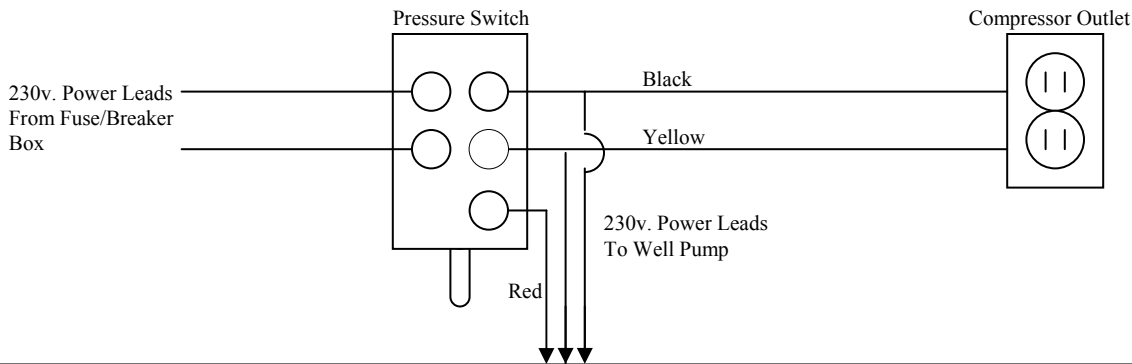 Pressure Switch
Compressor Outlet
230v. Power Leads
From Fuse/Breaker
Box
Black
Yellow
230v. Power Leads
To Well Pump
Red